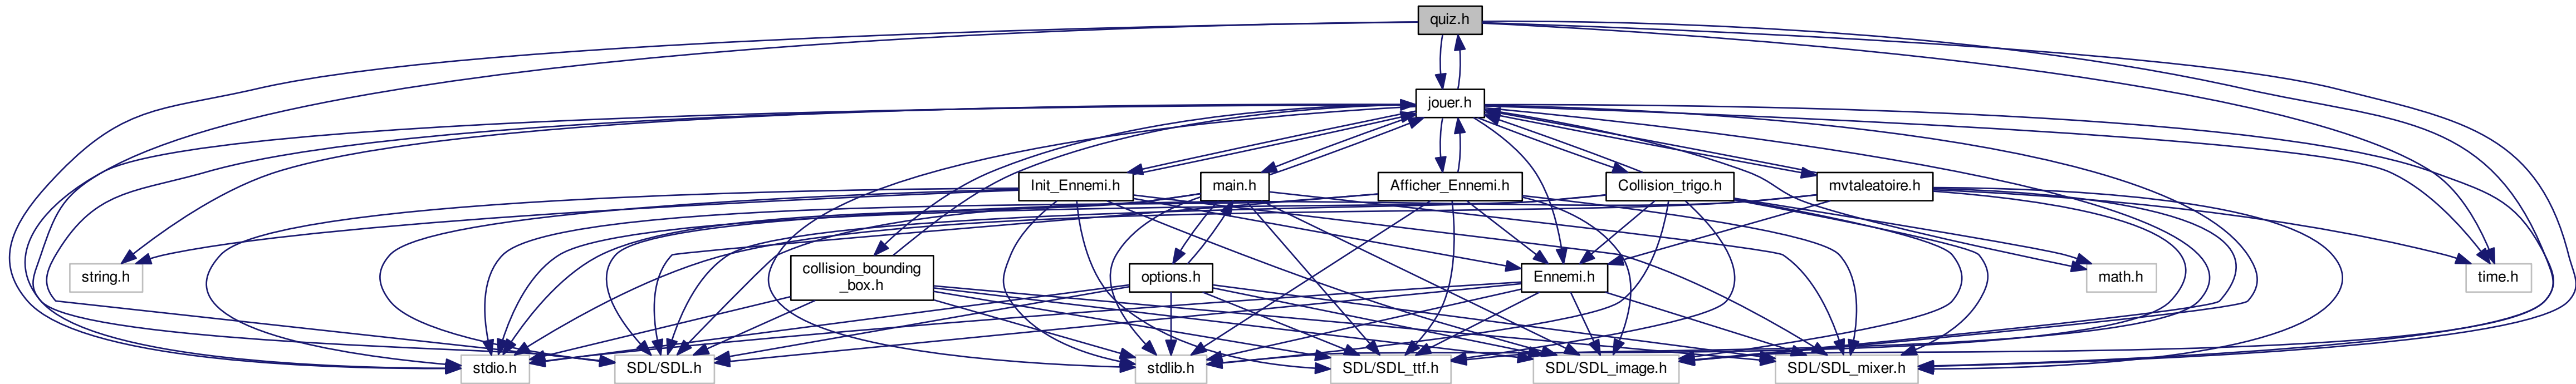 quiz.h
jouer.h
Init_Ennemi.h
main.h
Afficher_Ennemi.h
Collision_trigo.h
mvtaleatoire.h
string.h
collision_bounding
_box.h
options.h
Ennemi.h
math.h
time.h
stdio.h
SDL/SDL.h
stdlib.h
SDL/SDL_ttf.h
SDL/SDL_image.h
SDL/SDL_mixer.h